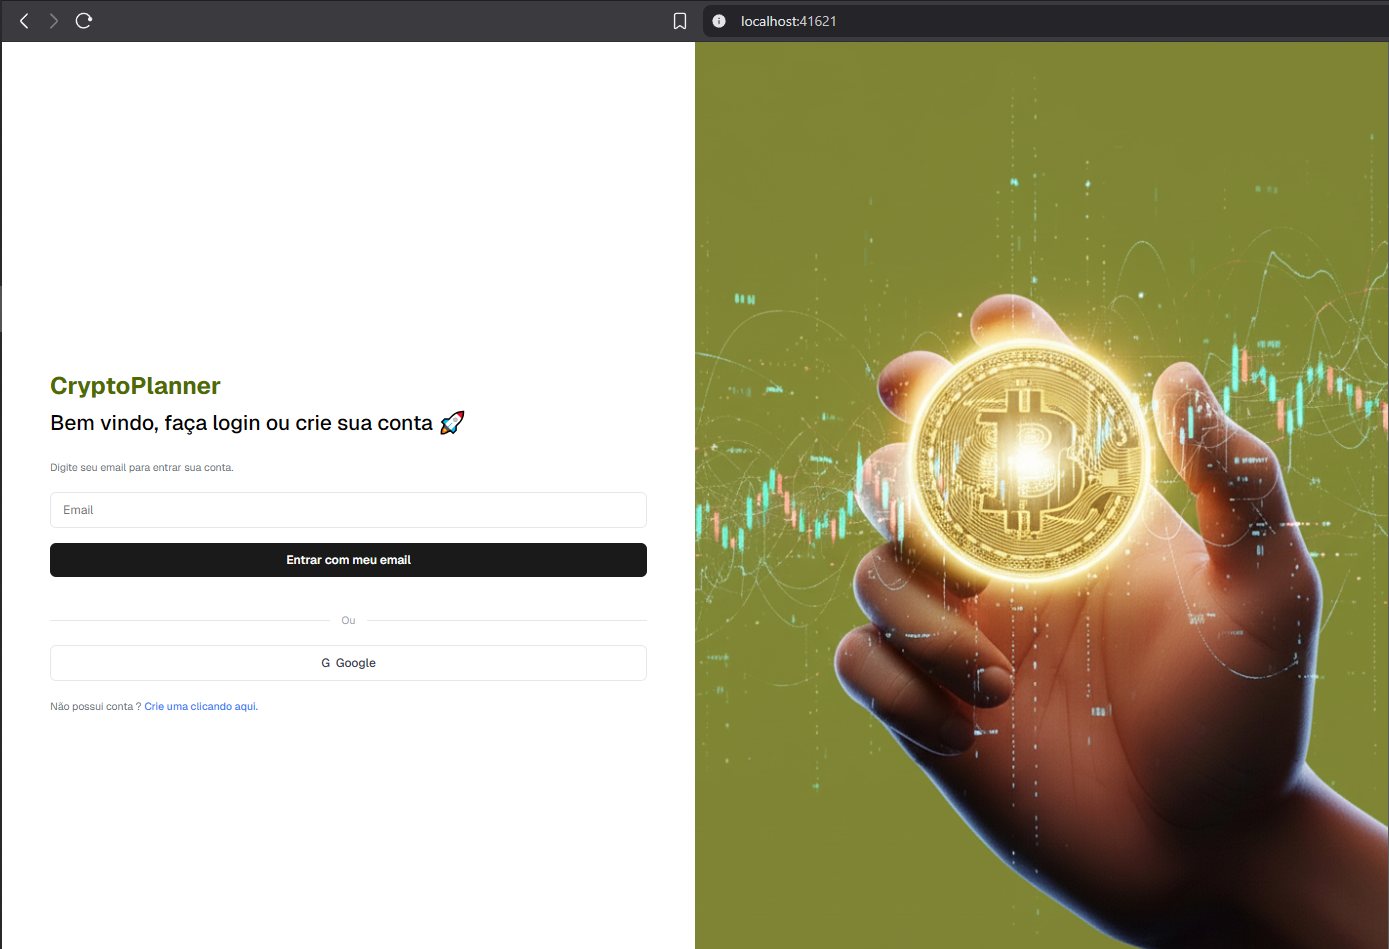 localhost:41621
CryptoPlanner
Bem vindo, faça login ou crie sua conta 🚀
Digite seu email para entrar sua conta.
Email
Entrar com meu email
Ou
G Google
Não possui conta ? Crie uma clicando aqui.